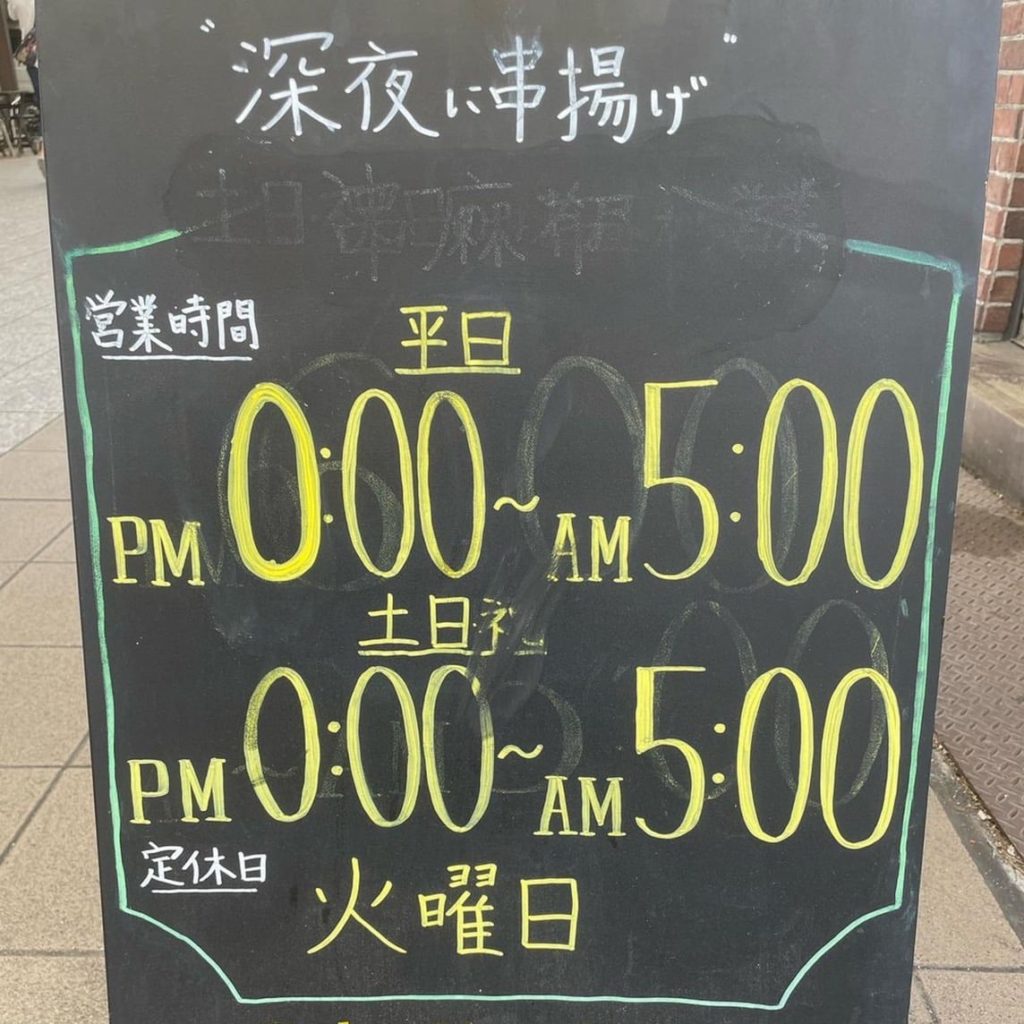 "深夜に串揚げ"
営業時間
平日
PM 0:00~AM 5:00
土日祝
PM 0:00~AM 5:00
定休日
火曜日